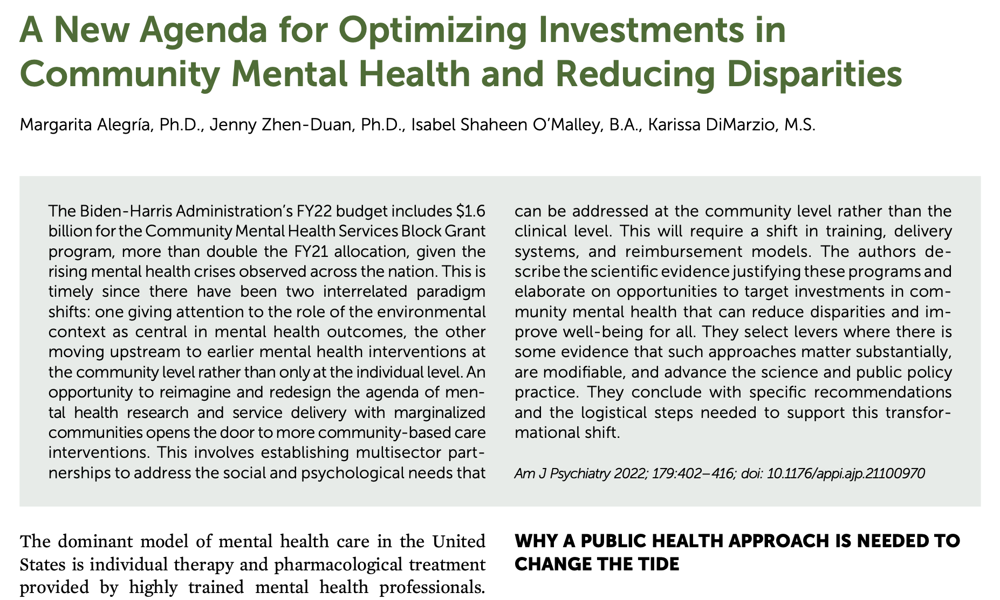 A New Agenda for Optimizing Investments in
Community Mental Health and Reducing Disparities
Margarita Alegría, Ph.D., Jenny Zhen-Duan, Ph.D., Isabel Shaheen O’Malley, B.A., Karissa DiMarzio, M.S.
The Biden-Harris Administration’s FY22 budget includes $1.6
billion for the Community Mental Health Services Block Grant
program, more than double the FY21 allocation, given the
rising mental health crises observed across the nation. This is
timely since there have been two interrelated paradigm
shifts: one giving attention to the role of the environmental
context as central in mental health outcomes, the other
moving upstream to earlier mental health interventions at
the community level rather than only at the individual level. An
opportunity to reimagine and redesign the agenda of men-
tal health research and service delivery with marginalized
communities opens the door to more community-based care
interventions. This involves establishing multisector part-
nerships to address the social and psychological needs that
can be addressed at the community level rather than the
clinical level. This will require a shift in training, delivery
systems, and reimbursement models. The authors de-
scribe the scientific evidence justifying these programs and
elaborate on opportunities to target investments in com-
munity mental health that can reduce disparities and im-
prove well-being for all. They select levers where there is
some evidence that such approaches matter substantially,
are modifiable, and advance the science and public policy
practice. They conclude with specific recommendations
and the logistical steps needed to support this transfor-
mational shift.
Am J Psychiatry 2022; 179:402–416; doi: 10.1176/appi.ajp.21100970
The dominant model of mental health care in the United
States is individual therapy and pharmacological treatment
provided by highly trained mental health professionals.
WHY A PUBLIC HEALTH APPROACH IS NEEDED TO
CHANGE THE TIDE